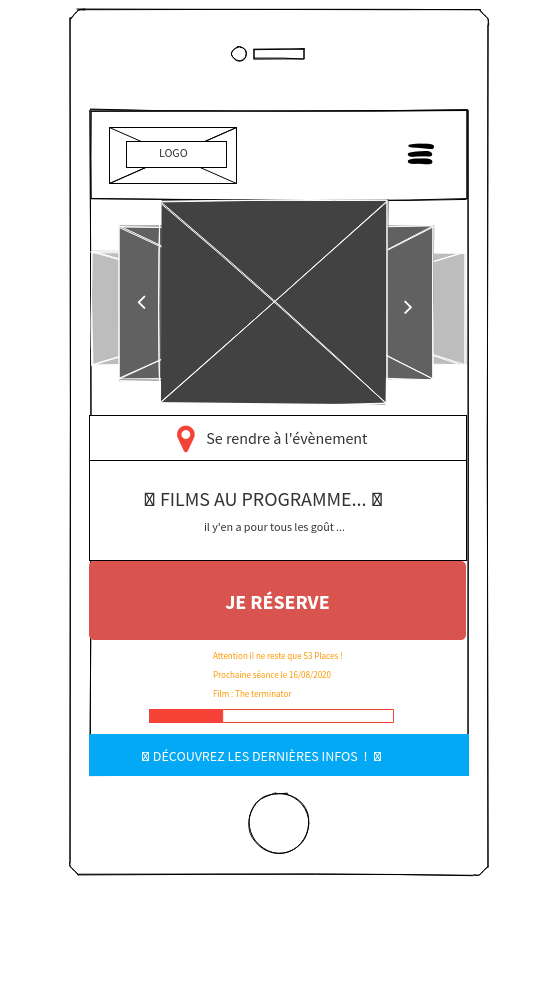 LOGO
Se rendre à l'évènement
FILMS AU PROGRAMME...
il y'en a pour tous les goût ...
JE RÉSERVE
Attention il ne reste que 53 Places !
Prochaine séance le 16/08/2020
Film : The terminator
DÉCOUVREZ LES DERNIÈRES INFOS !